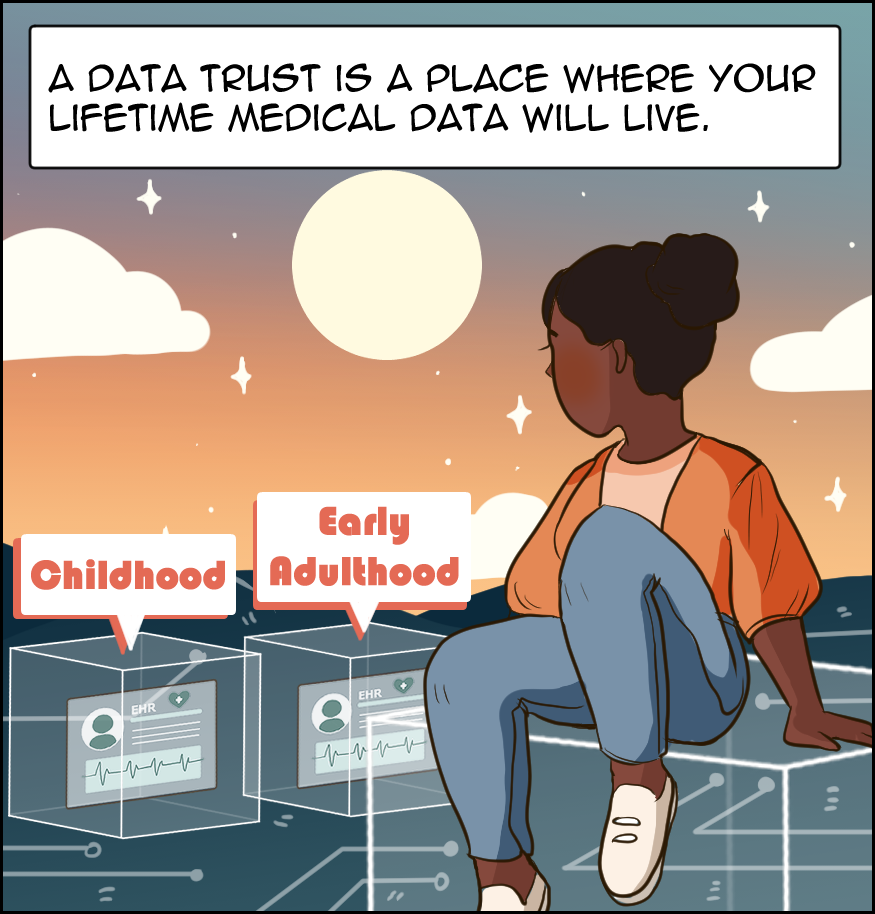 A DATA TRUST IS A PLACE WHERE YOUR
LIFETIME MEDICAL DATA WILL LIVE.
Early
Adulthood
Childhood
EHR
EHR